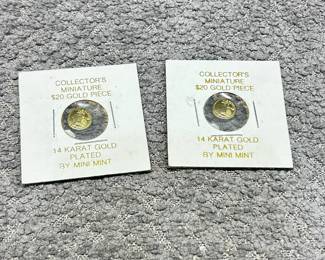 COLLECTOR'S
MINIATURE
$20 GOLD PIECE
14 KARAT GOLD
PLATED
BY MINI MINT
COLLECTOR'S
MINIATURE
$20 GOLD PIECE
14 KARAT GOLD
PLATED
BY MINI MINT